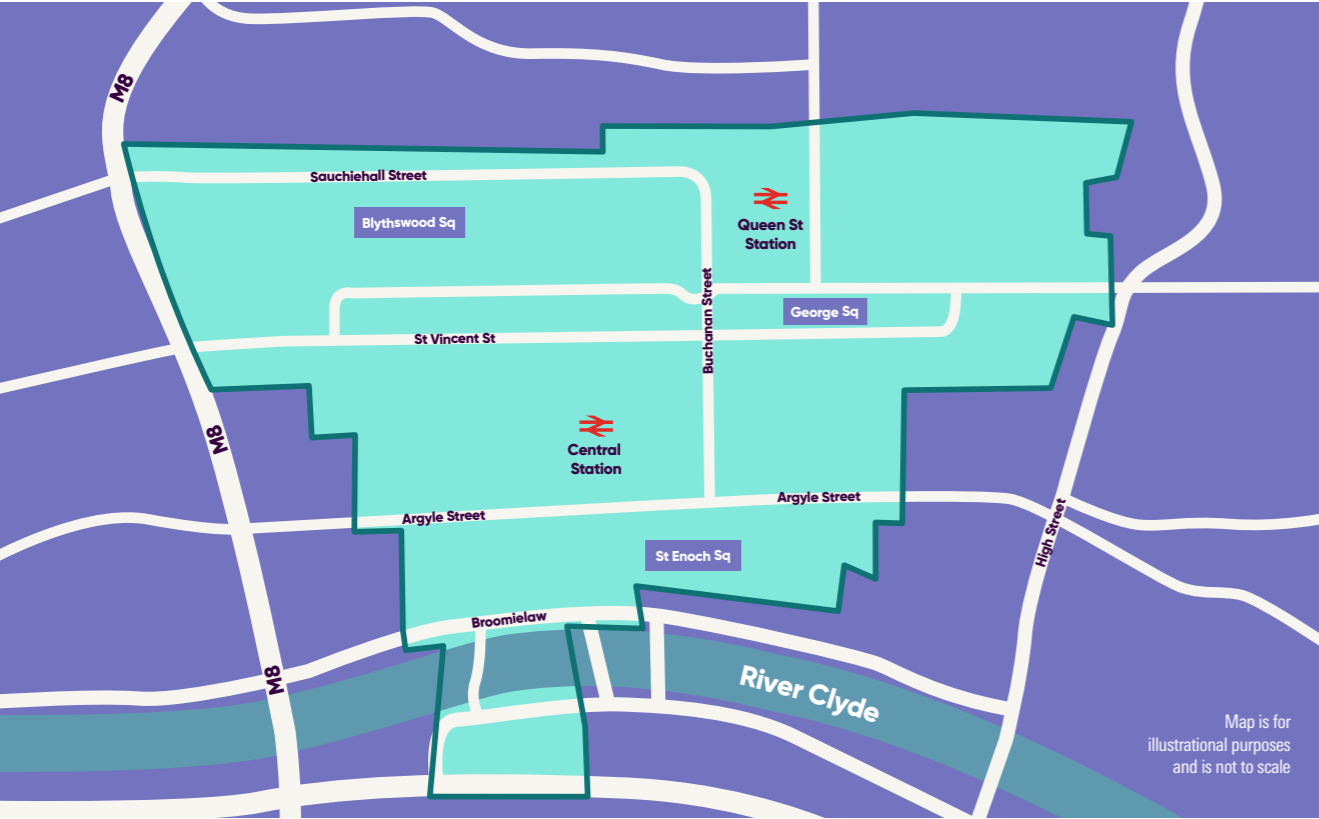 M8
Sauchiehall Street
Blythswood Sq
Queen St
Station
Buchanan Street
George Sq
St Vincent St
M8
Central
Station
Argyle Street
Argyle Street
High Street
St Enoch Sq
Broomielaw
M8
River Clyde
Map is for
illustrational purposes
and is not to scale